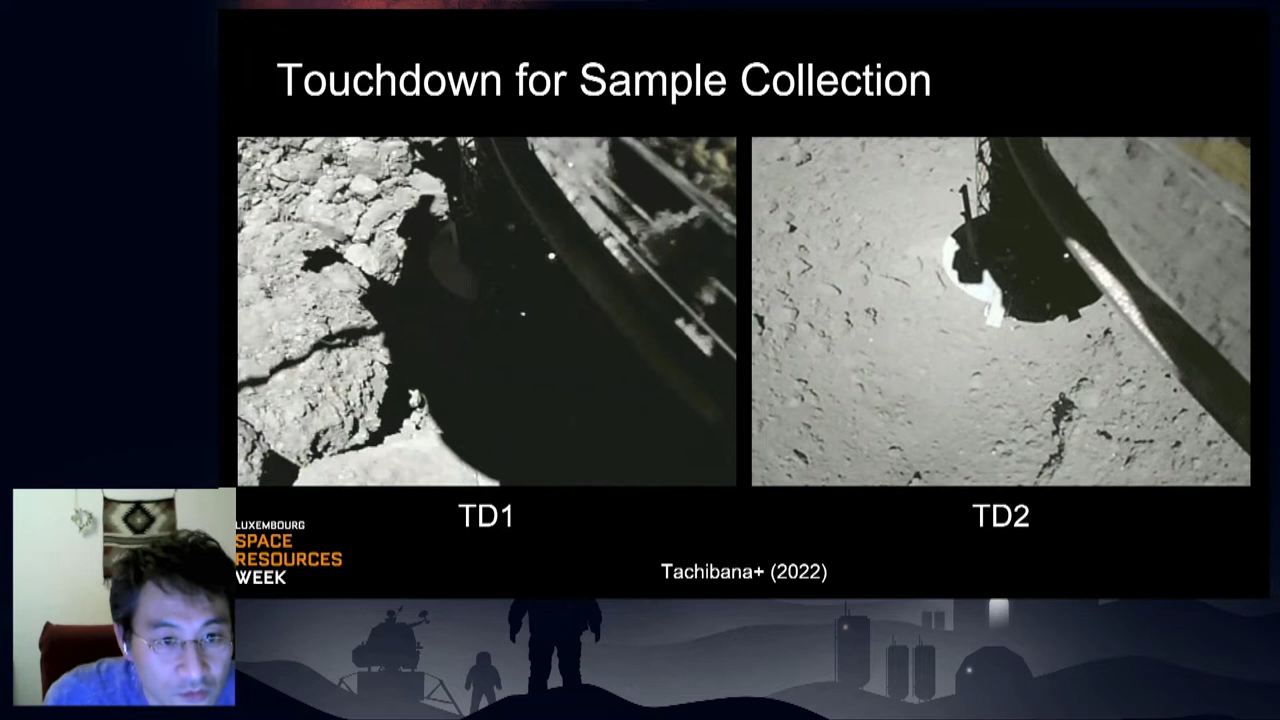 Touchdown for Sample Collection
TD1
TD2
LUXEMBOURG
SPACE
RESOURCES
WEEK
Tachibana+ (2022)